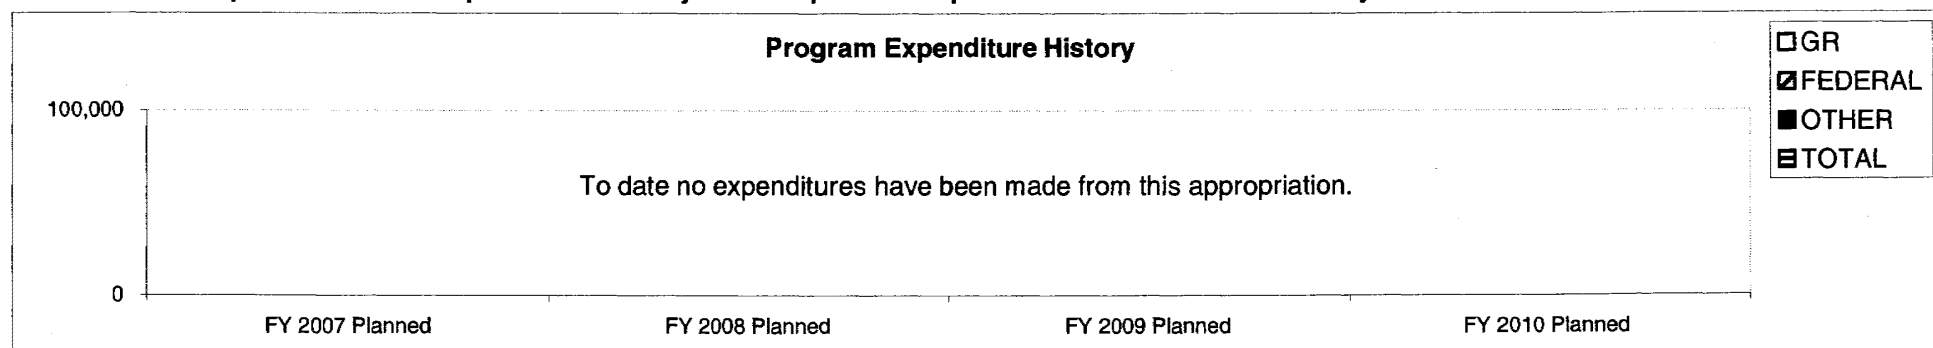 Program Expenditure History
GR
FEDERAL
OTHER
TOTAL
100,000
To date no expenditures have been made from this appropriation.
0
FY 2007 Planned
FY 2008 Planned
FY 2009 Planned
FY 2010 Planned